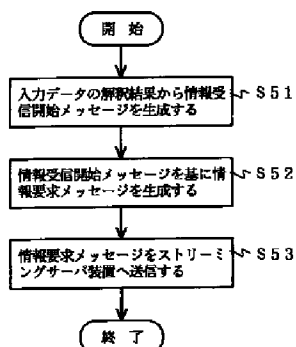 開 始
入力データの解釈結果から情報受
信開始メッセージを生成する
S51
情報受信開始メッセージを基に情
報要求メッセージを生成する
S52
情報要求メッセージをストリーミ
ングサーバ装置へ送信する
S53
終 了